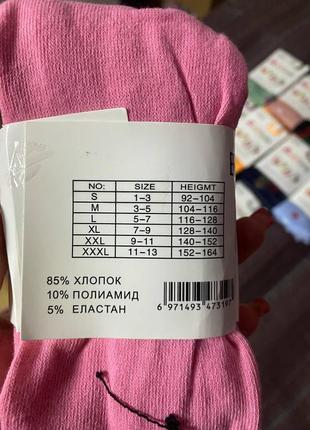 NO: SIZE HEIGMT
S 1-3 92-104
M 3-5 104-116
L 5-7 116-128
XL 7-9 128-140
XXL 9-11 140-152
XXXL 11-13 152-164
85% ХЛОПОК
10% ПОЛИАМИД
5% ЕЛАСТАН